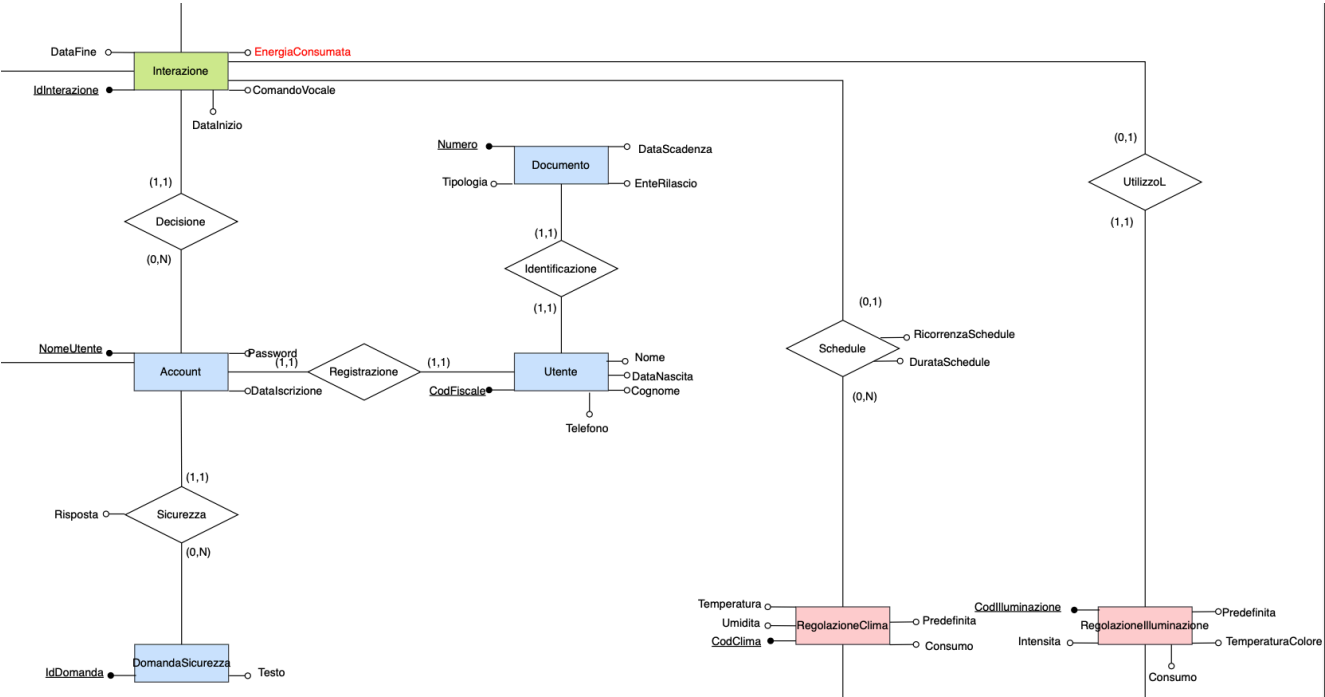 DataFine
EnergiaConsumata
Interazione
IdInterazione
ComandoVocale
DataInizio
(0,1)
Numero
DataScadenza
Documento
Tipologia
EnteRilascio
UtilizzoL
(1,1)
(1,1)
Decisione
(1,1)
(0,N)
Identificazione
(1,1)
(0,1)
RicorrenzaSchedule
Schedule
DurataSchedule
(0,N)
NomeUtente
Password
(1,1)
Account
DataIscrizione
Registrazione
(1,1)
Utente
Nome
DataNascita
CodFiscale
Cognome
Telefono
(1,1)
Risposta
Sicurezza
(0,N)
Temperatura
Umidita
RegolazioneClima
Predefinita
CodClima
Consumo
CodIlluminazione
Predefinita
RegolazioneIlluminazione
Intensita
TemperaturaColore
Consumo
DomandaSicurezza
IdDomanda
Testo